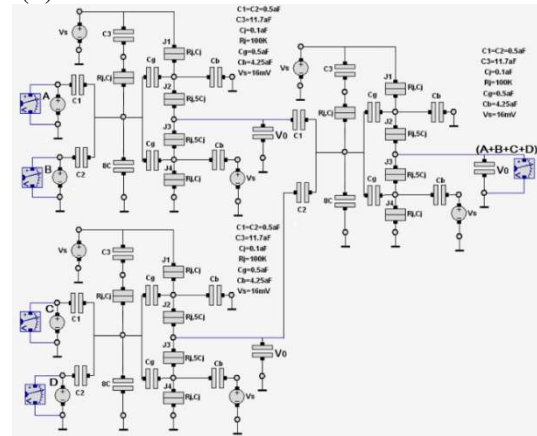 Vs
C3
J1
Rj,Cj
Cg
Cb
Rj,Cj
J2
Rj,5Cj
A
C1
J3
Rj,5Cj
V0
B
C2
8C
Cg
Cb
J4
Rj,Cj
Vs
C1=C2=0.5aF
C3=11.7aF
Cj=0.1aF
Rj=100K
Cg=0.5aF
Cb=4.25aF
Vs=16mV
Vs
C3
J1
Rj,Cj
Cg
Cb
Rj,Cj
J2
Rj,5Cj
C1
J3
Rj,5Cj
(A+B+C+D)
V0
C2
8C
Cg
Cb
J4
Rj,Cj
Vs
C1=C2=0.5aF
C3=11.7aF
Cj=0.1aF
Rj=100K
Cg=0.5aF
Cb=4.25aF
Vs=16mV
Vs
C3
J1
Rj,Cj
Cg
Cb
Rj,Cj
J2
Rj,5Cj
C
C1
J3
Rj,5Cj
V0
D
C2
8C
Cg
Cb
J4
Rj,Cj
Vs
C1=C2=0.5aF
C3=11.7aF
Cj=0.1aF
Rj=100K
Cg=0.5aF
Cb=4.25aF
Vs=16mV